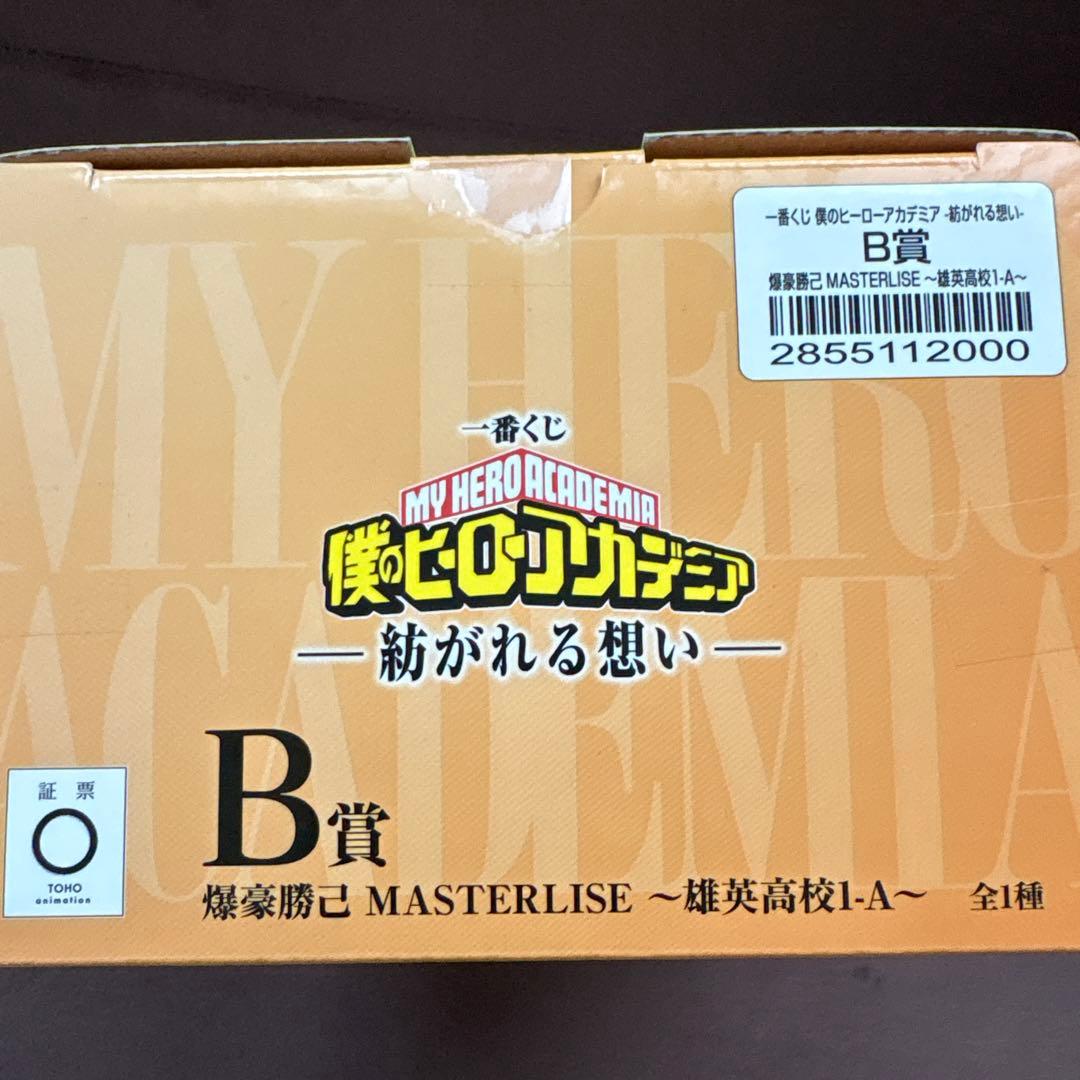 一番くじ 僕のヒーローアカデミア -紡がれる想い-
B賞
爆豪勝己 MASTERLISE ～雄英高校1-A～
2855112000
MY HERO
ACADEMIA
一番くじ
MY HERO ACADEMIA
僕のヒーローアカデミア
―紡がれる想い―
証票
TOHO
animation
B賞
爆豪勝己 MASTERLISE ～雄英高校1-A～ 全1種